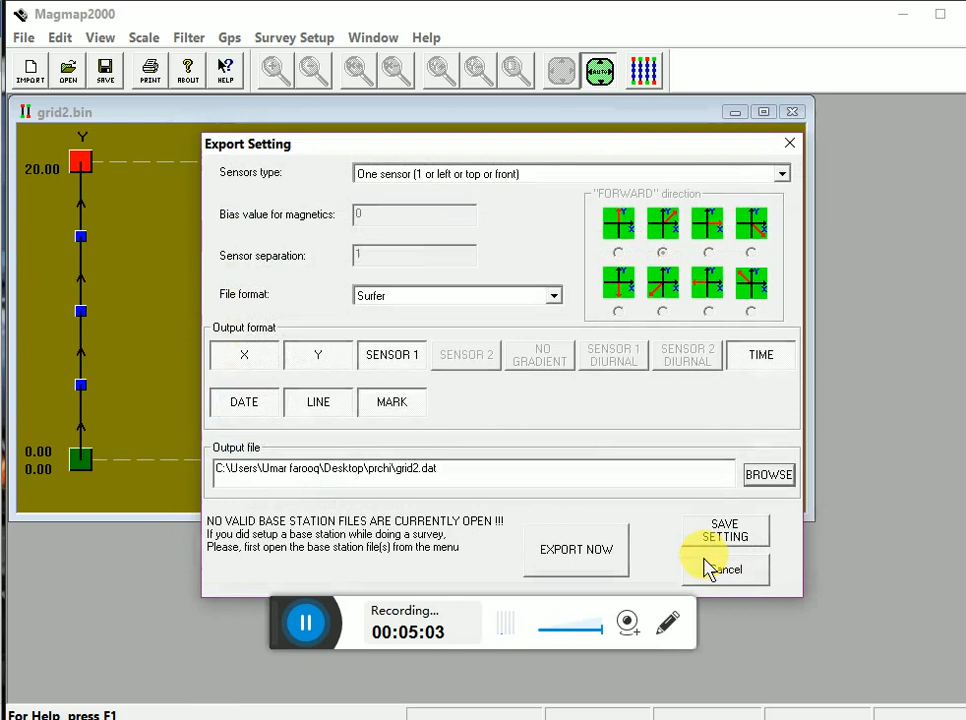 Magmap2000
File Edit View Scale Filter Gps Survey Setup Window Help
IMPORT OPEN SAVE PRINT ABOUT HELP AUTO
grid2.bin
Y
20.00
0.00
0.00
Export Setting
Sensors type: One sensor (1 or left or top or front)
Bias value for magnetics: 0
Sensor separation: 1
File format: Surfer
"FORWARD" direction
Y X Y X Y X Y X
Y X Y X Y X Y X
Output format
X Y SENSOR 1 SENSOR 2 NO GRADIENT SENSOR 1 DIURNAL SENSOR 2 DIURNAL TIME
DATE LINE MARK
Output file
C:\Users\Umar farooq\Desktop\prchi\grid2.dat BROWSE
NO VALID BASE STATION FILES ARE CURRENTLY OPEN !!!
If you did setup a base station while doing a survey,
Please, first open the base station file(s) from the menu
EXPORT NOW
SAVE SETTING
Cancel
Recording...
00:05:03
For Help, press F1